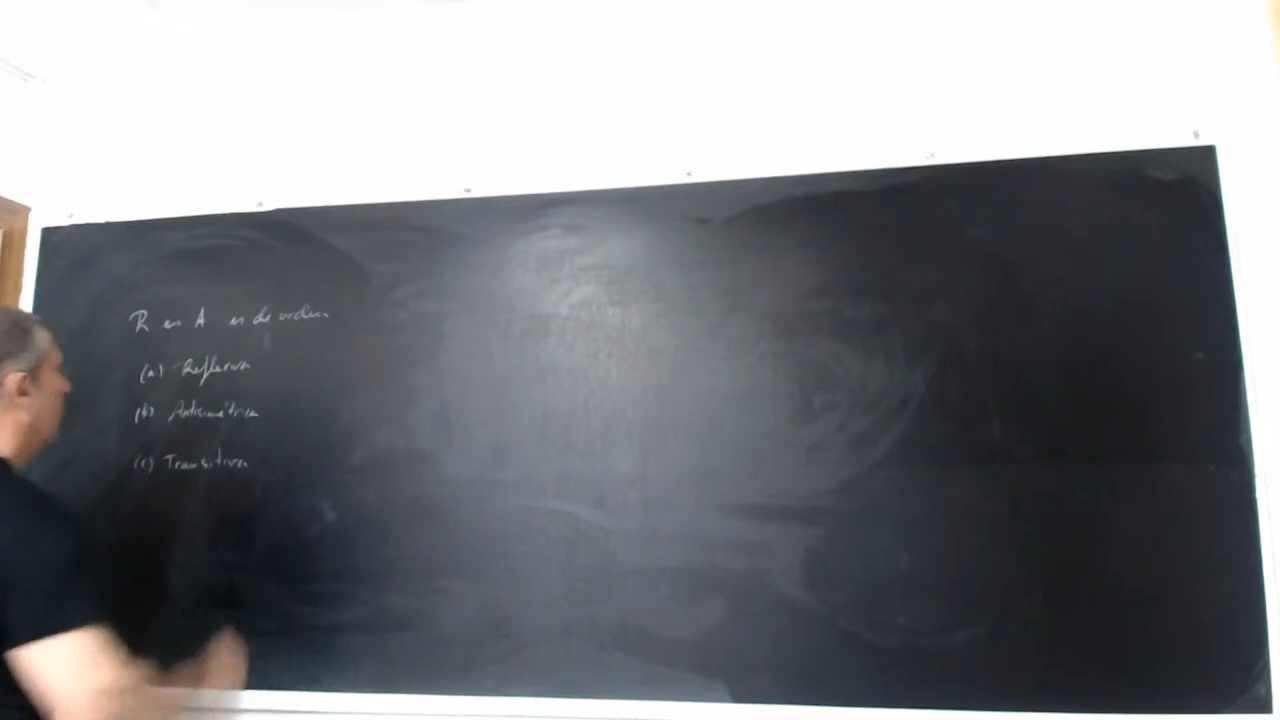 R en A es de orden
(a) Reflexiva
(b) Antisimétrica
(c) Transitiva